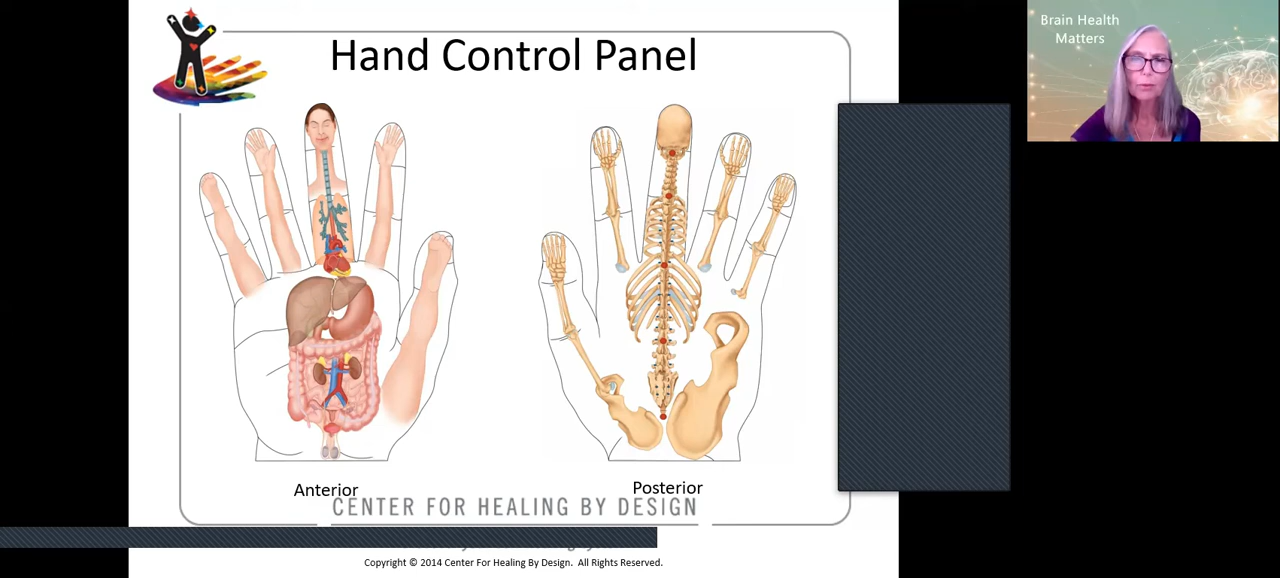 Hand Control Panel
Brain Health
Matters
Anterior
Posterior
CENTER FOR HEALING BY DESIGN
Copyright © 2014 Center For Healing By Design. All Rights Reserved.